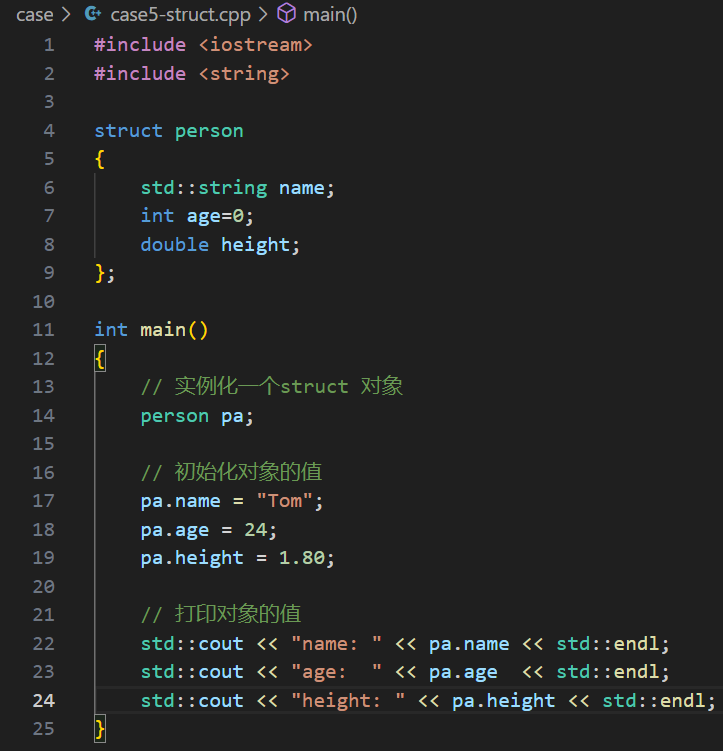 case > case5-struct.cpp > main()
1 #include <iostream>
2 #include <string>
3
4 struct person
5 {
6     std::string name;
7     int age=0;
8     double height;
9 };
10
11 int main()
12 {
13     // 实例化一个struct 对象
14     person pa;
15
16     // 初始化对象的值
17     pa.name = "Tom";
18     pa.age = 24;
19     pa.height = 1.80;
20
21     // 打印对象的值
22     std::cout << "name: " << pa.name << std::endl;
23     std::cout << "age:  " << pa.age  << std::endl;
24     std::cout << "height: " << pa.height << std::endl;
25 }